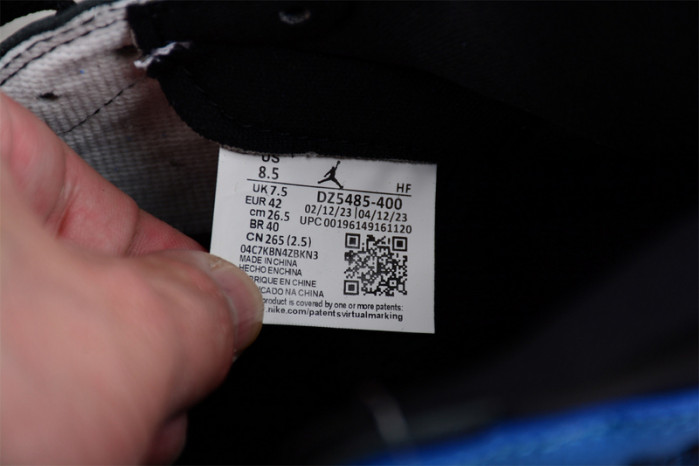 US
8.5
HF
UK 7.5
DZ5485-400
EUR 42
02/12/23 | 04/12/23
cm 26.5
UPC 00196149161120
BR 40
CN 265 (2.5)
04C7KBN4ZBKN3
MADE IN CHINA
HECHO EN CHINA
EN CHINE
NA CHINA
product is covered by one or more patents:
.nike.com/patentsvirtualmarking